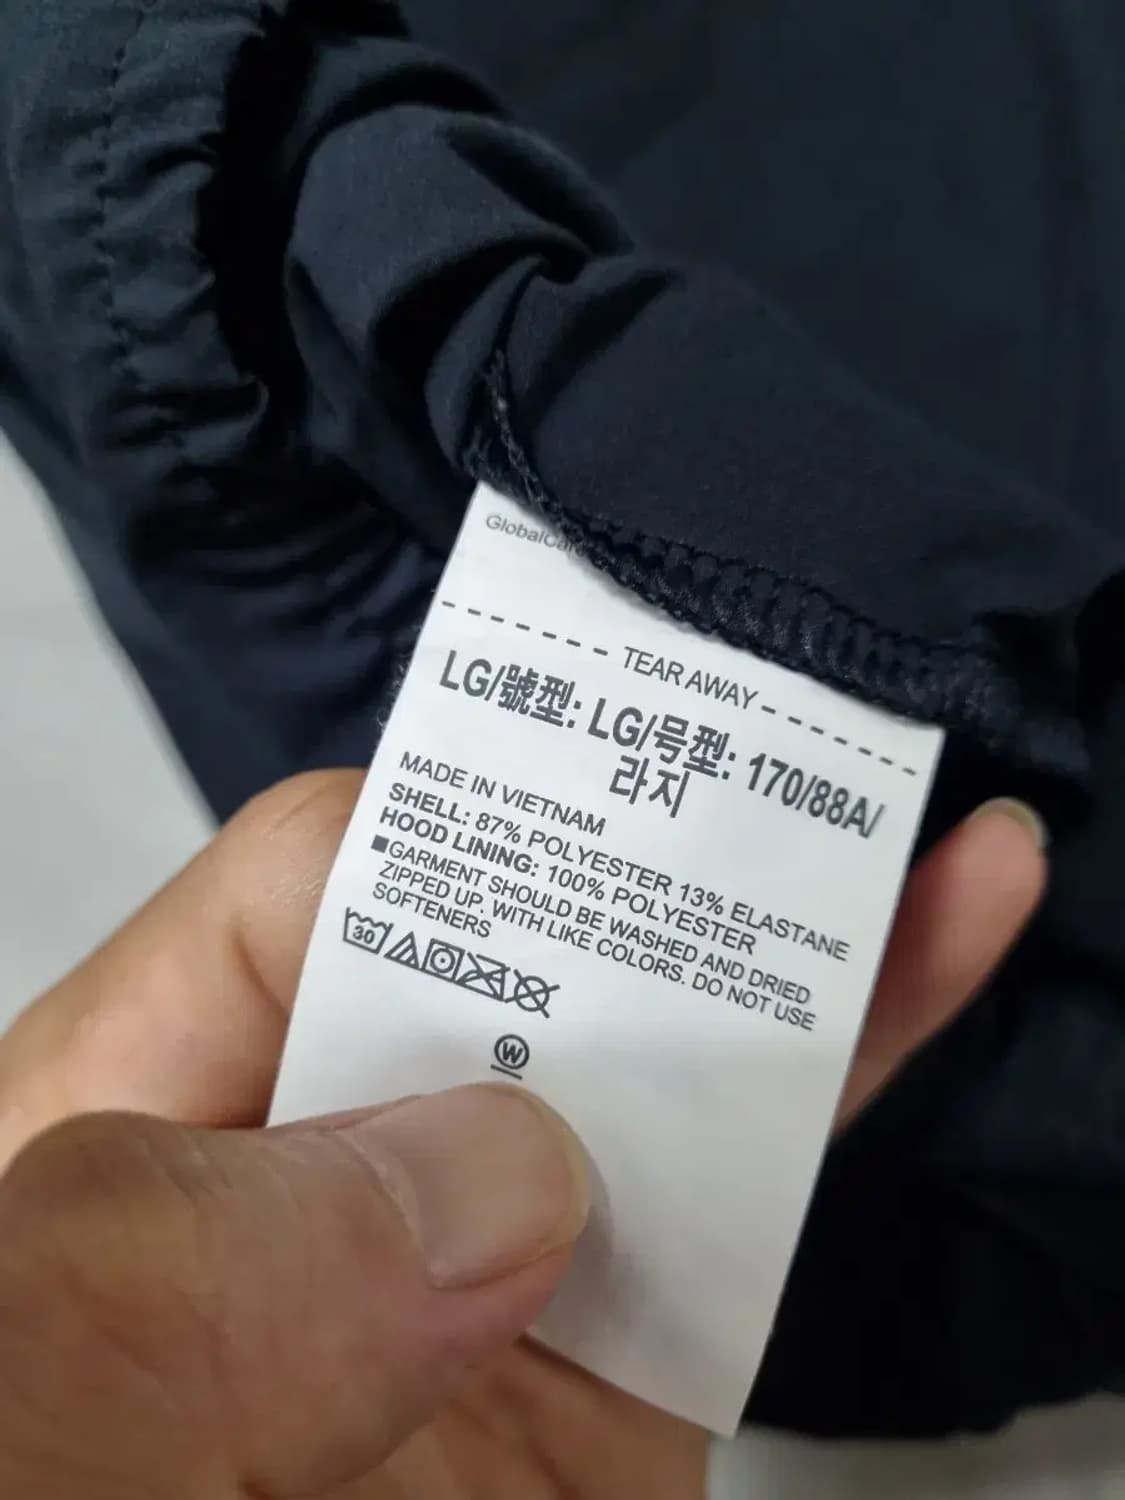 GlobalCare
TEAR AWAY
LG/號型: LG/号型: 170/88A/
라지
MADE IN VIETNAM
SHELL: 87% POLYESTER 13% ELASTANE
HOOD LINING: 100% POLYESTER
■GARMENT SHOULD BE WASHED AND DRIED
ZIPPED UP. WITH LIKE COLORS. DO NOT USE
SOFTENERS
30
W